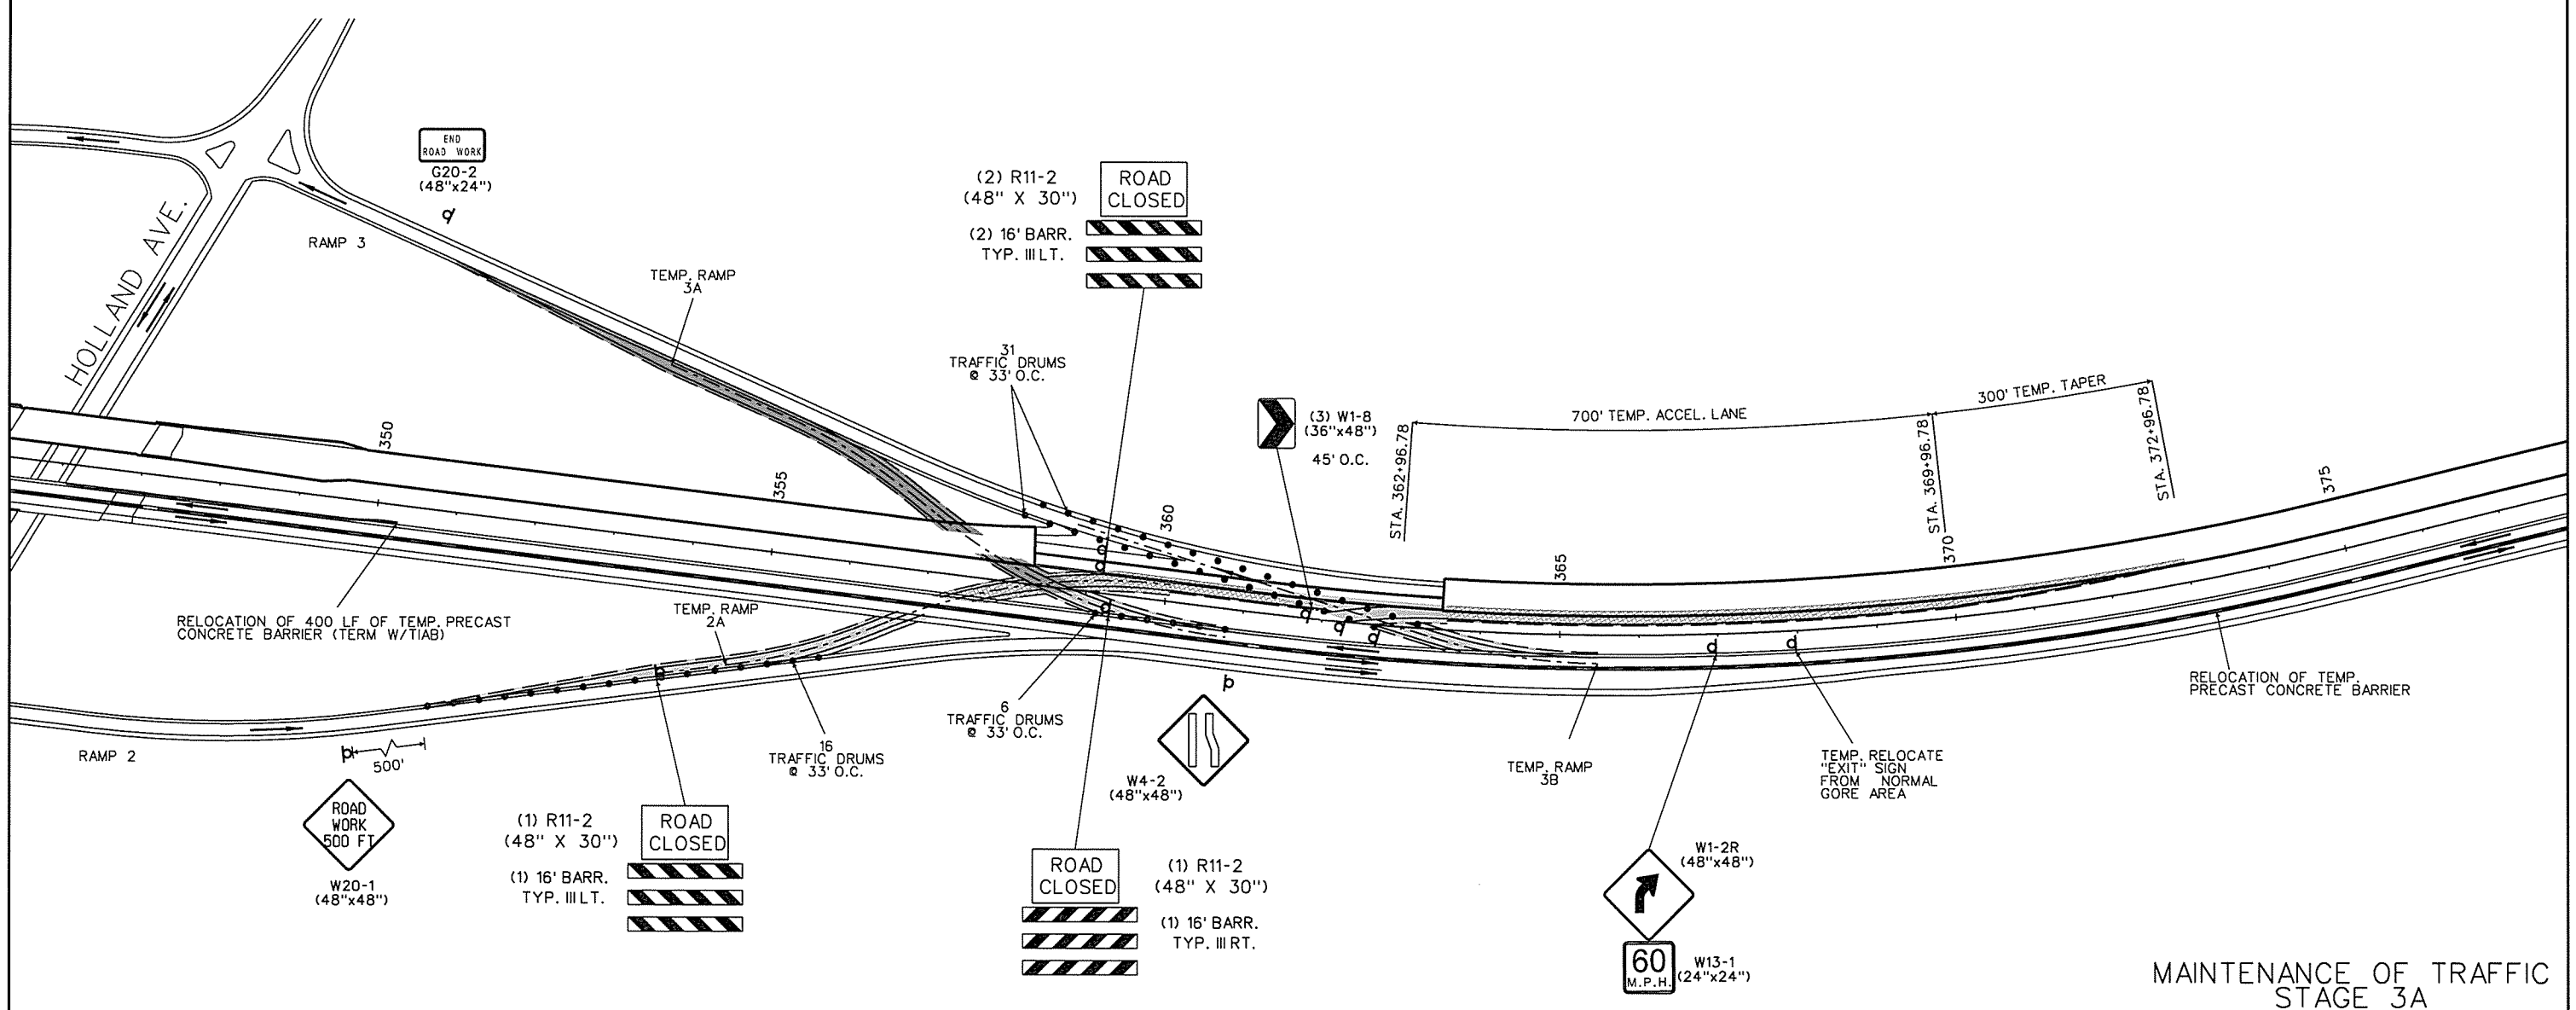 END
ROAD WORK
G20-2
(48"x24")
RAMP 3
HOLLAND AVE.
TEMP. RAMP
3A
(2) R11-2
(48" X 30")
ROAD
CLOSED
(2) 16' BARR.
TYP. III LT.
31
TRAFFIC DRUMS
@ 33' O.C.
(3) W1-8
(36"x48")
45' O.C.
700' TEMP. ACCEL. LANE
300' TEMP. TAPER
STA. 362+96.78
STA. 369+96.78
STA. 372+96.78
350
355
360
365
370
375
RELOCATION OF 400 LF OF TEMP. PRECAST
CONCRETE BARRIER (TERM W/TIAB)
TEMP. RAMP
2A
RAMP 2
500'
ROAD
WORK
500 FT
W20-1
(48"x48")
16
TRAFFIC DRUMS
@ 33' O.C.
6
TRAFFIC DRUMS
@ 33' O.C.
(1) R11-2
(48" X 30")
ROAD
CLOSED
(1) 16' BARR.
TYP. III LT.
W4-2
(48"x48")
ROAD
CLOSED
(1) R11-2
(48" X 30")
(1) 16' BARR.
TYP. III RT.
TEMP. RAMP
3B
TEMP. RELOCATE
"EXIT" SIGN
FROM NORMAL
GORE AREA
RELOCATION OF TEMP.
PRECAST CONCRETE BARRIER
W1-2R
(48"x48")
60
M.P.H.
W13-1
(24"x24")
MAINTENANCE OF TRAFFIC
STAGE 3A